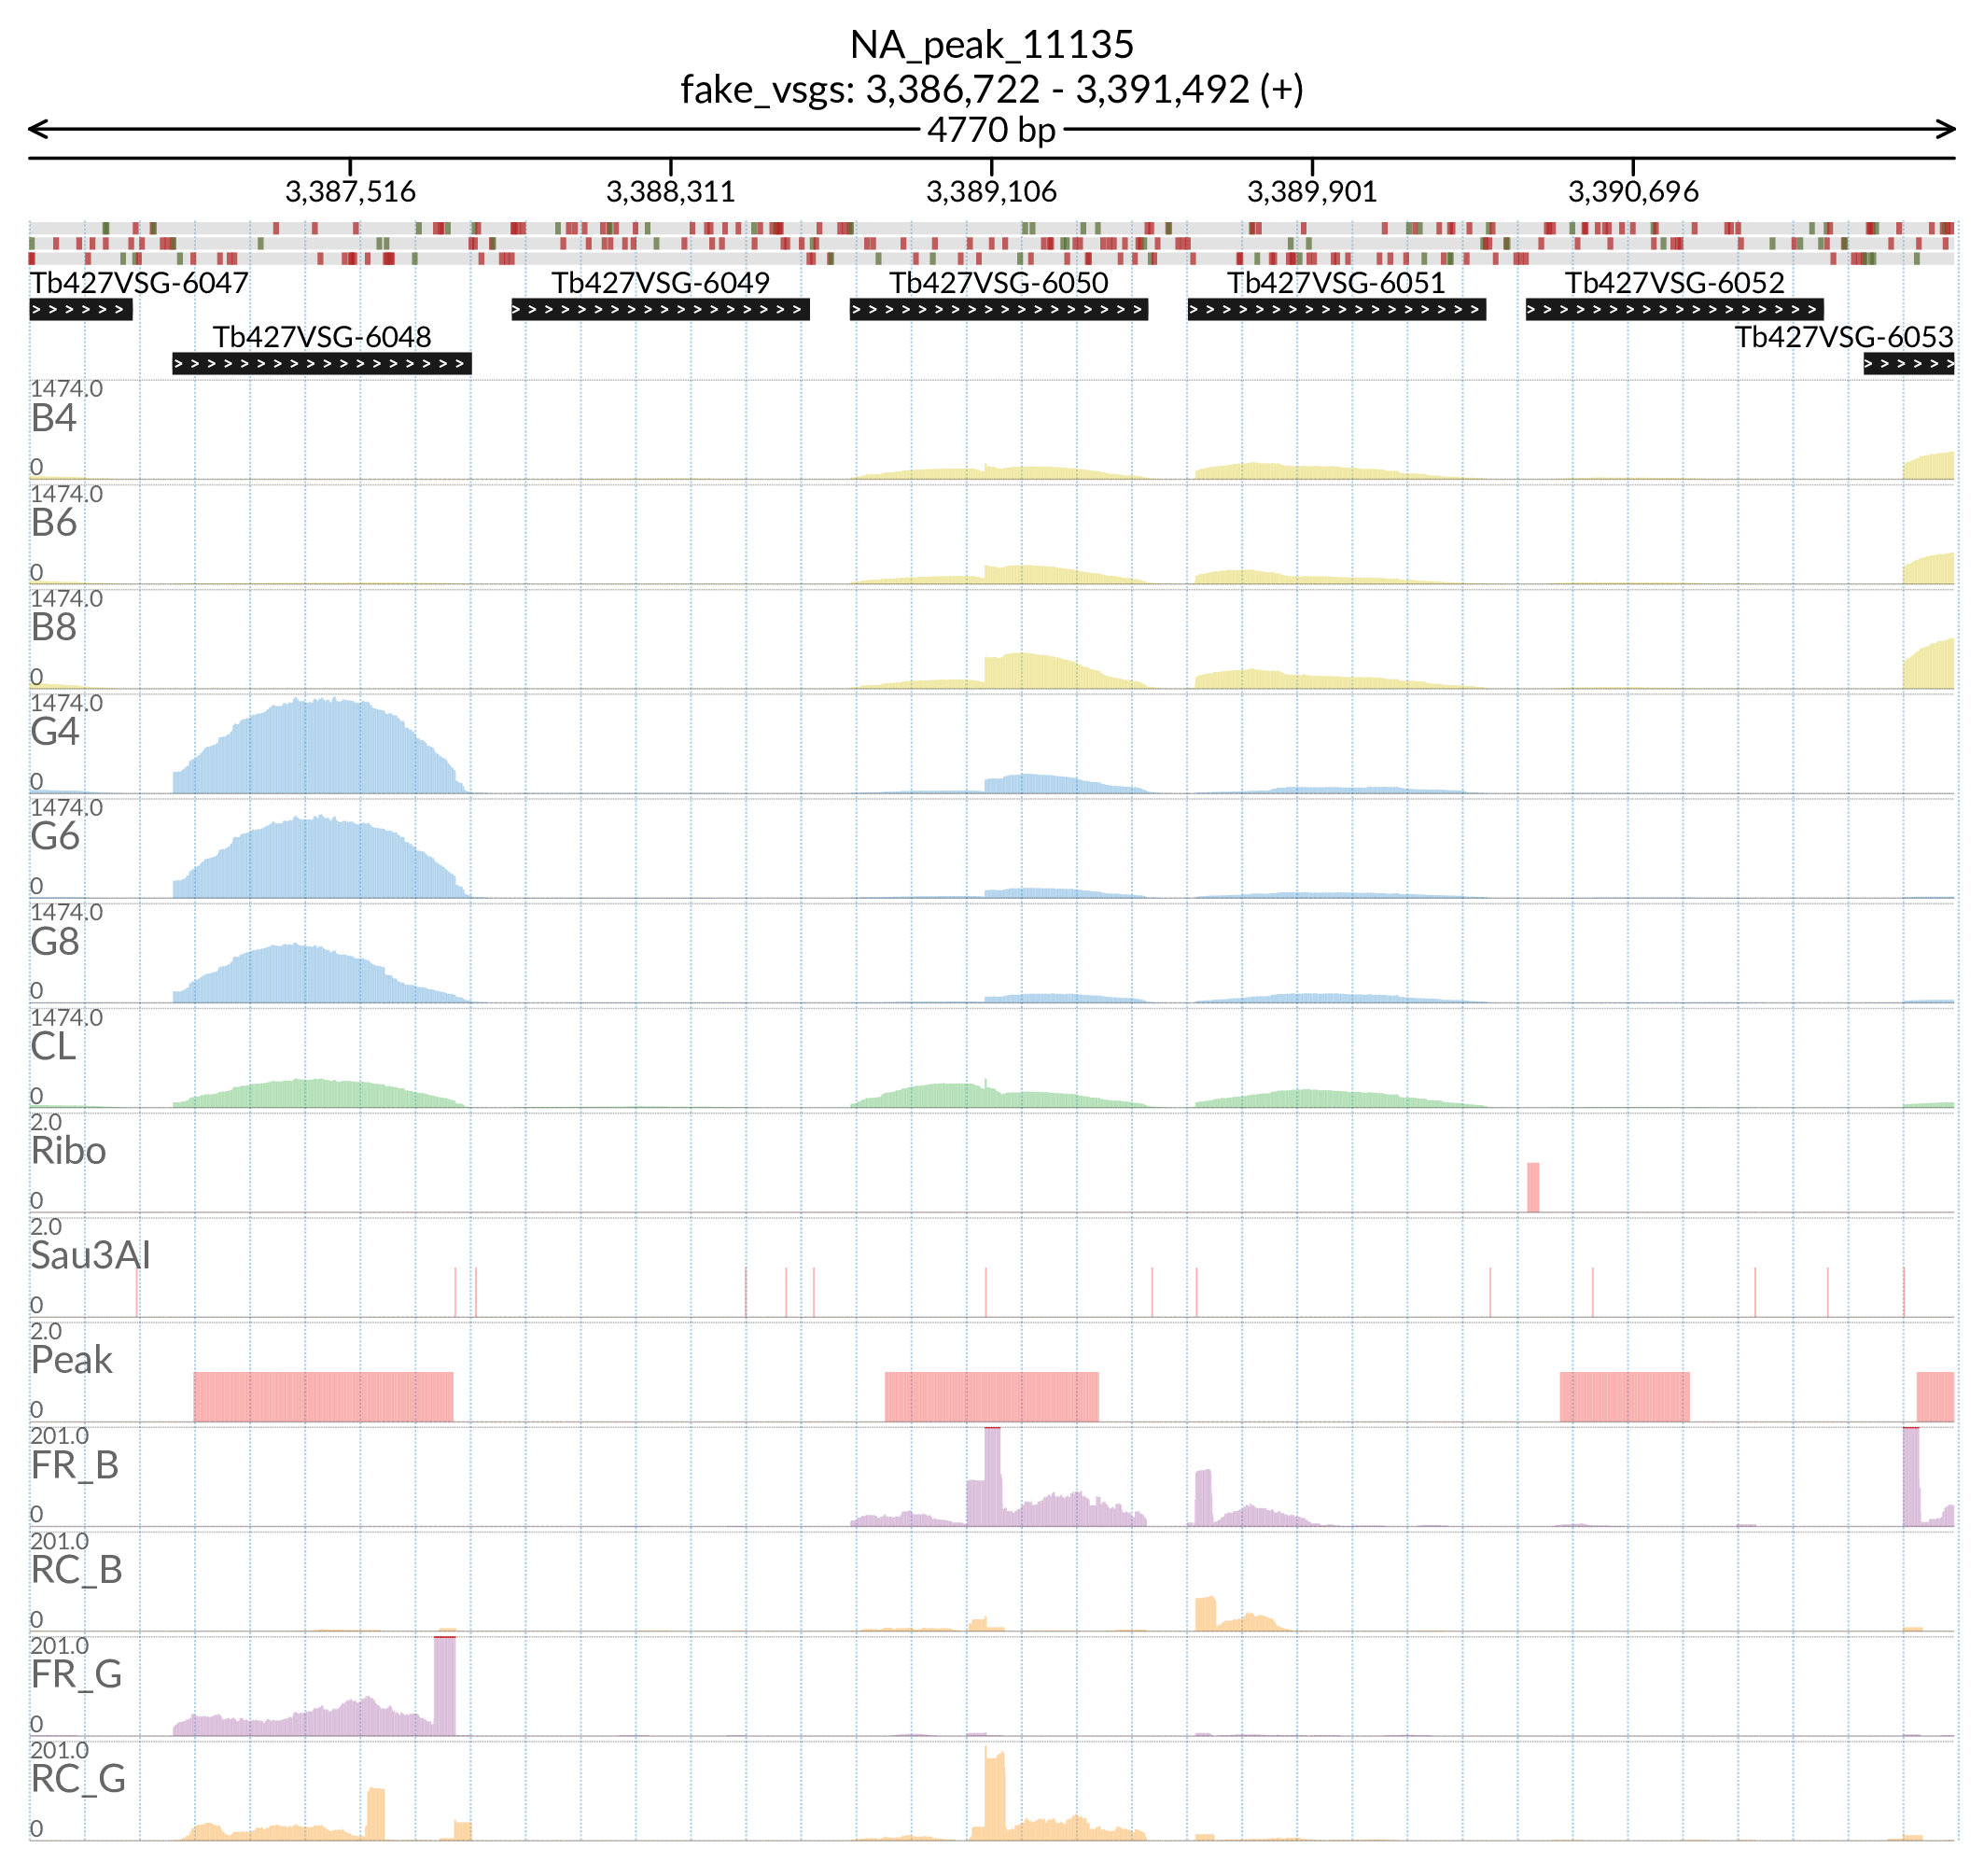 NA_peak_11135
fake_vsgs: 3,386,722 - 3,391,492 (+)
4770 bp
3,387,516 3,388,311 3,389,106 3,389,901 3,390,696
Tb427VSG-6047 Tb427VSG-6049 Tb427VSG-6050 Tb427VSG-6051 Tb427VSG-6052
Tb427VSG-6048 Tb427VSG-6053
1474.0
B4
0
1474.0
B6
0
1474.0
B8
0
1474.0
G4
0
1474.0
G6
0
1474.0
G8
0
1474.0
CL
0
2.0
Ribo
0
2.0
Sau3AI
0
2.0
Peak
0
201.0
FR_B
0
201.0
RC_B
0
201.0
FR_G
0
201.0
RC_G
0